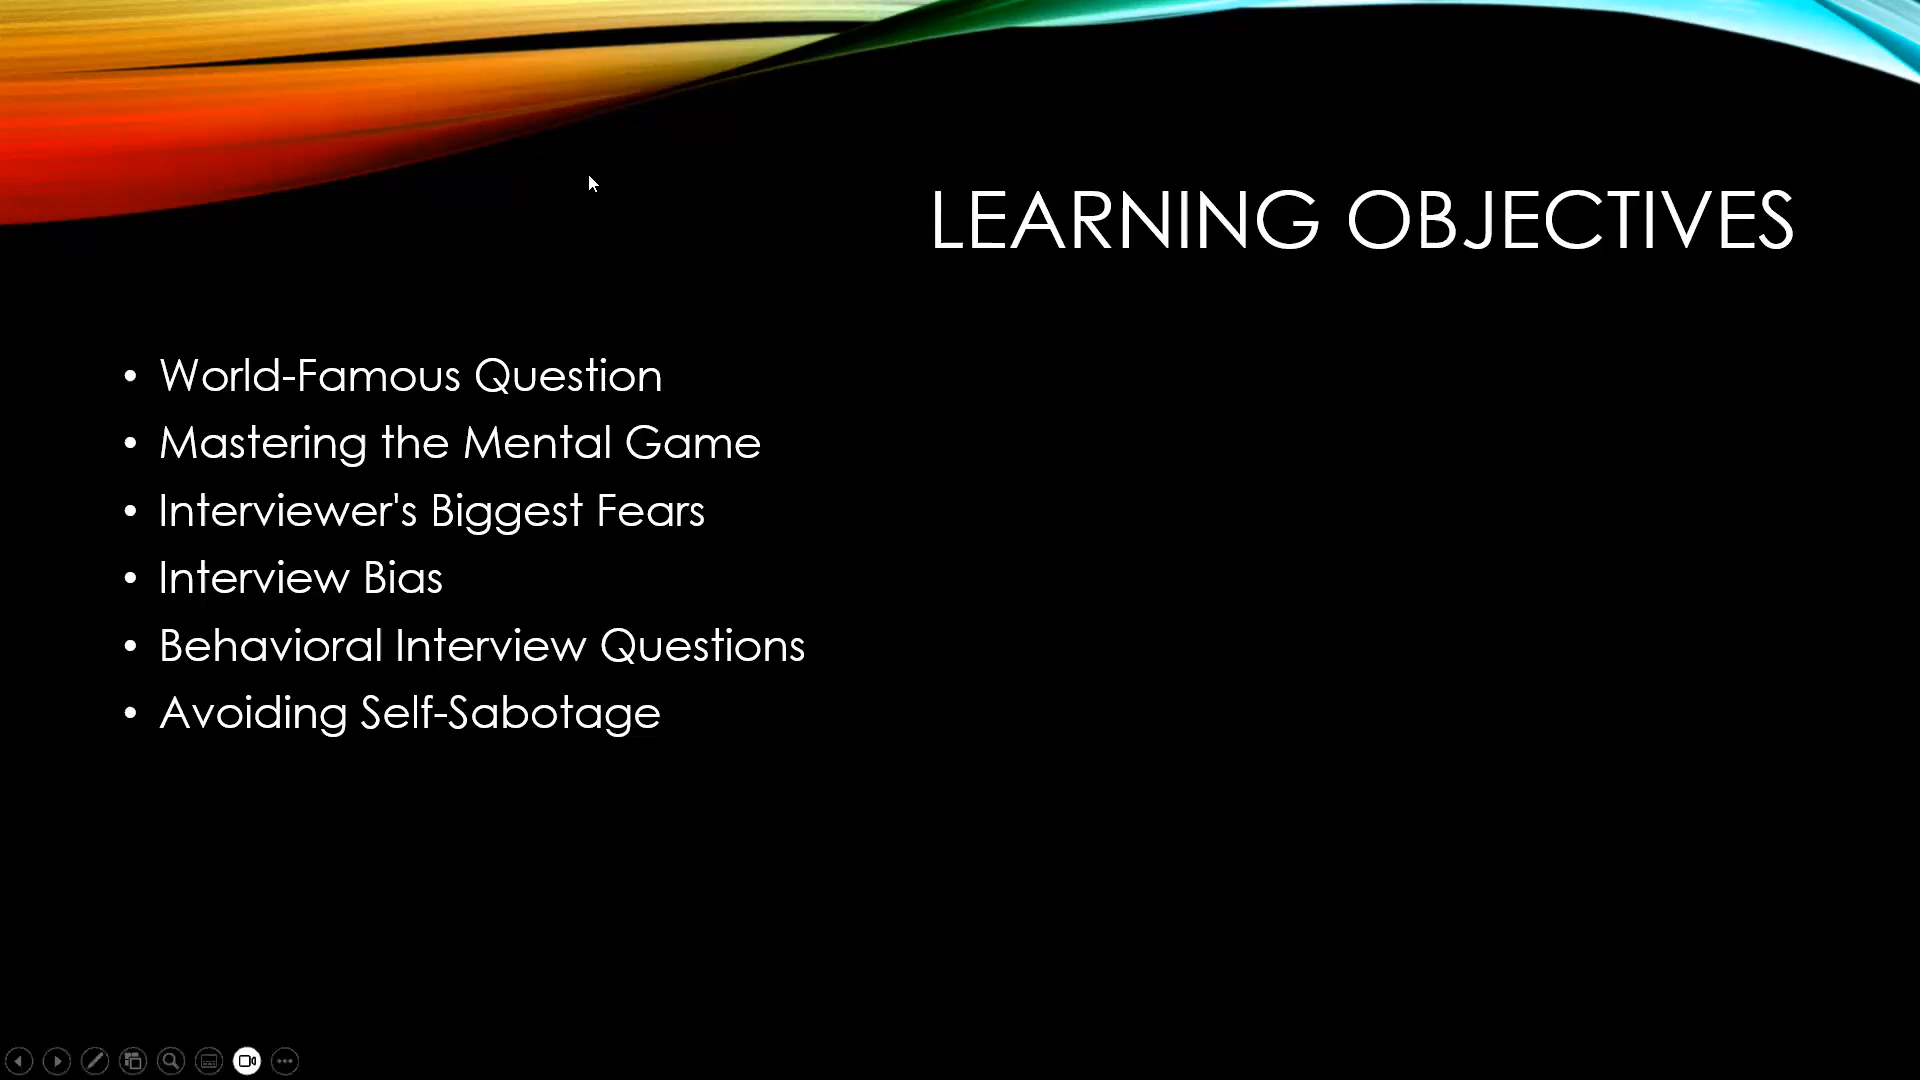 LEARNING OBJECTIVES
• World-Famous Question
• Mastering the Mental Game
• Interviewer's Biggest Fears
• Interview Bias
• Behavioral Interview Questions
• Avoiding Self-Sabotage